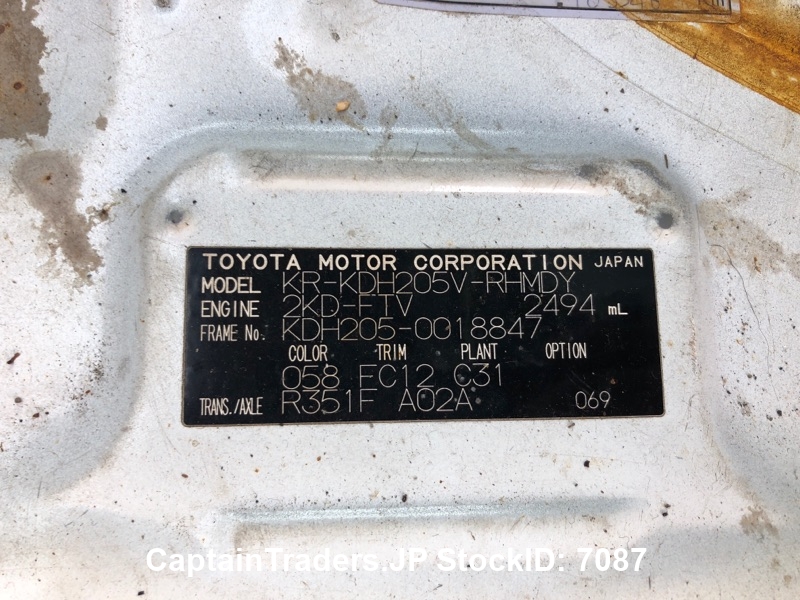 TOYOTA MOTOR CORPORATION JAPAN
MODEL KR-KDH205V-RHMDY
ENGINE 2KD-FTV 2494 mL
FRAME No. KDH205-0018847
COLOR TRIM PLANT OPTION
058 FC12 C31
TRANS./AXLE R351F A02A 069
CaptainTraders.JP StockID: 7087